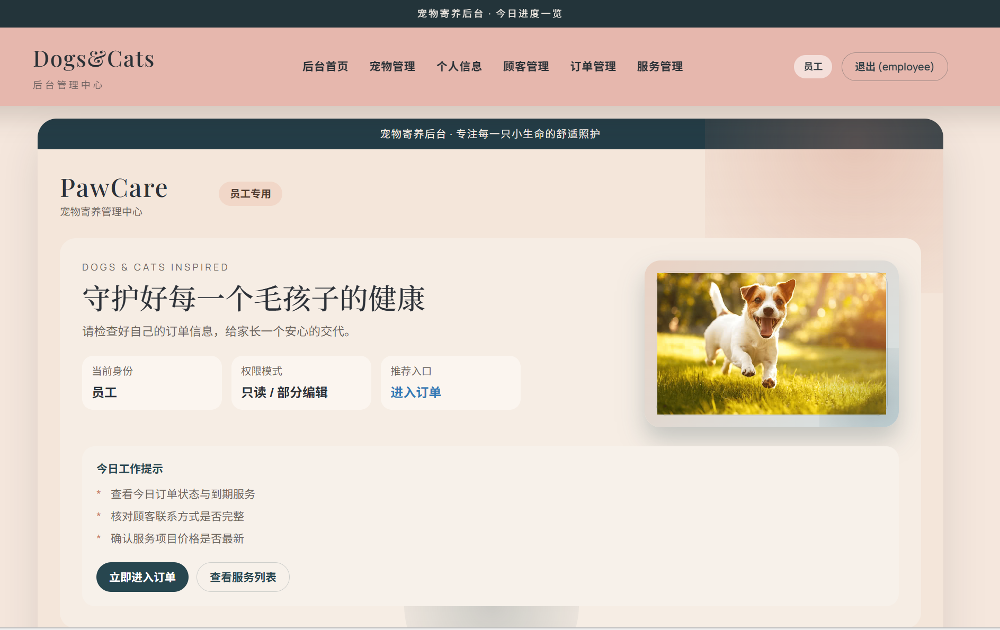 宠物寄养后台 · 今日进度一览
Dogs&Cats
后台管理中心
后台首页 宠物管理 个人信息 顾客管理 订单管理 服务管理
员工 退出 (employee)
宠物寄养后台 · 专注每一只小生命的舒适照护
PawCare
宠物寄养管理中心
员工专用
DOGS & CATS INSPIRED
守护好每一个毛孩子的健康
请检查好自己的订单信息，给家长一个安心的交代。
当前身份
员工
权限模式
只读 / 部分编辑
推荐入口
进入订单
今日工作提示
* 查看今日订单状态与到期服务
* 核对顾客联系方式是否完整
* 确认服务项目价格是否最新
立即进入订单 查看服务列表